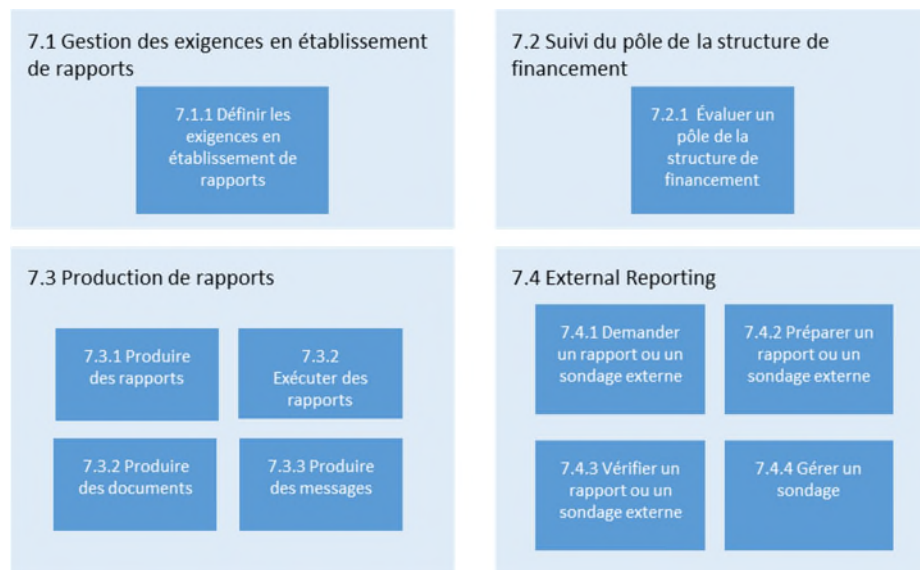 7.1 Gestion des exigences en établissement
de rapports
7.1.1 Définir les
exigences en
établissement de
rapports
7.2 Suivi du pôle de la structure de
financement
7.2.1 Évaluer un
pôle de la
structure de
financement
7.3 Production de rapports
7.3.1 Produire
des rapports
7.3.2
Exécuter des
rapports
7.3.2 Produire
des documents
7.3.3 Produire
des messages
7.4 External Reporting
7.4.1 Demander
un rapport ou un
sondage externe
7.4.2 Préparer un
rapport ou un
sondage externe
7.4.3 Vérifier un
rapport ou un
sondage externe
7.4.4 Gérer un
sondage